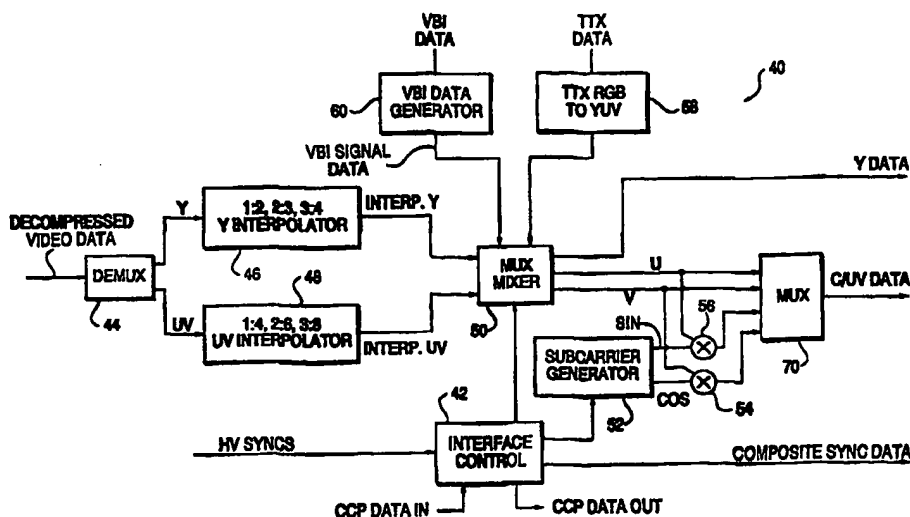 VBI
DATA
TTX
DATA
40
60
VBI DATA
GENERATOR
TTX RGB
TO YUV
58
VBI SIGNAL
DATA
Y DATA
DECOMPRESSED
VIDEO DATA
Y
1:2, 2:3, 3:4
Y INTERPOLATOR
INTERP. Y
46
DEMUX
44
MUX
MIXER
50
U
V
MUX
C/UV DATA
70
48
UV
1:4, 2:6, 3:8
UV INTERPOLATOR
INTERP. UV
SIN
56
SUBCARRIER
GENERATOR
COS
54
52
42
HV SYNCS
INTERFACE
CONTROL
COMPOSITE SYNC DATA
CCP DATA IN
CCP DATA OUT